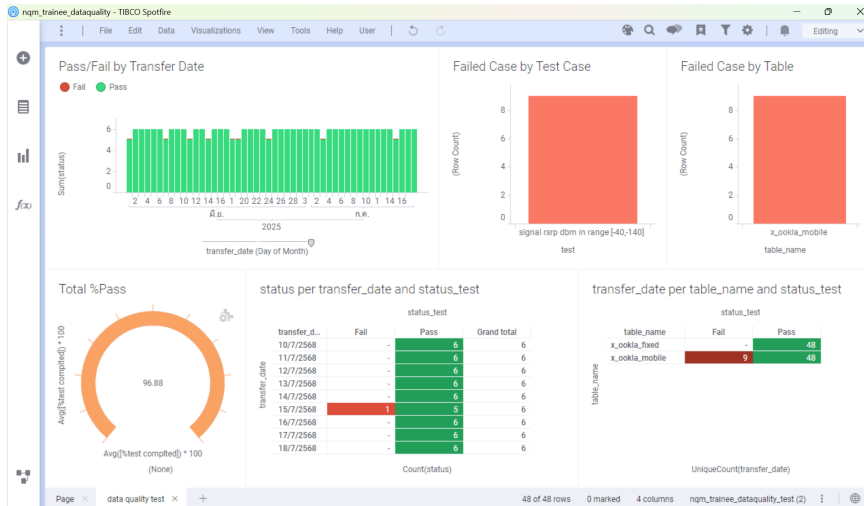 nqm_trainee_dataquality - TIBCO Spotfire
File Edit Data Visualizations View Tools Help User Editing
Pass/Fail by Transfer Date
Fail Pass
Sum(status)
6
4
2
0
2 4 6 8 10 12 14 16 1 20 22 24 26 28 3 2 4 6 8 10 1 14 16
มิ.ย. ก.ค.
2025
transfer_date (Day of Month)
Failed Case by Test Case
(Row Count)
8
6
4
2
0
signal rsrp dbm in range [-40,-140]
test
Failed Case by Table
(Row Count)
8
6
4
2
0
x_ookla_mobile
table_name
Total %Pass
Avg([%test complted]) * 100
96.88
Avg([%test complted]) * 100
(None)
status per transfer_date and status_test
status_test
transfer_d... Fail Pass Grand total
transfer_date
10/7/2568 - 6 6
11/7/2568 - 6 6
12/7/2568 - 6 6
13/7/2568 - 6 6
14/7/2568 - 6 6
15/7/2568 1 5 6
16/7/2568 - 6 6
17/7/2568 - 6 6
18/7/2568 - 6 6
Count(status)
transfer_date per table_name and status_test
status_test
table_name Fail Pass
table_name
x_ookla_fixed - 48
x_ookla_mobile 9 48
UniqueCount(transfer_date)
f(x)
Page data quality test 48 of 48 rows 0 marked 4 columns nqm_trainee_dataquality_test (2)